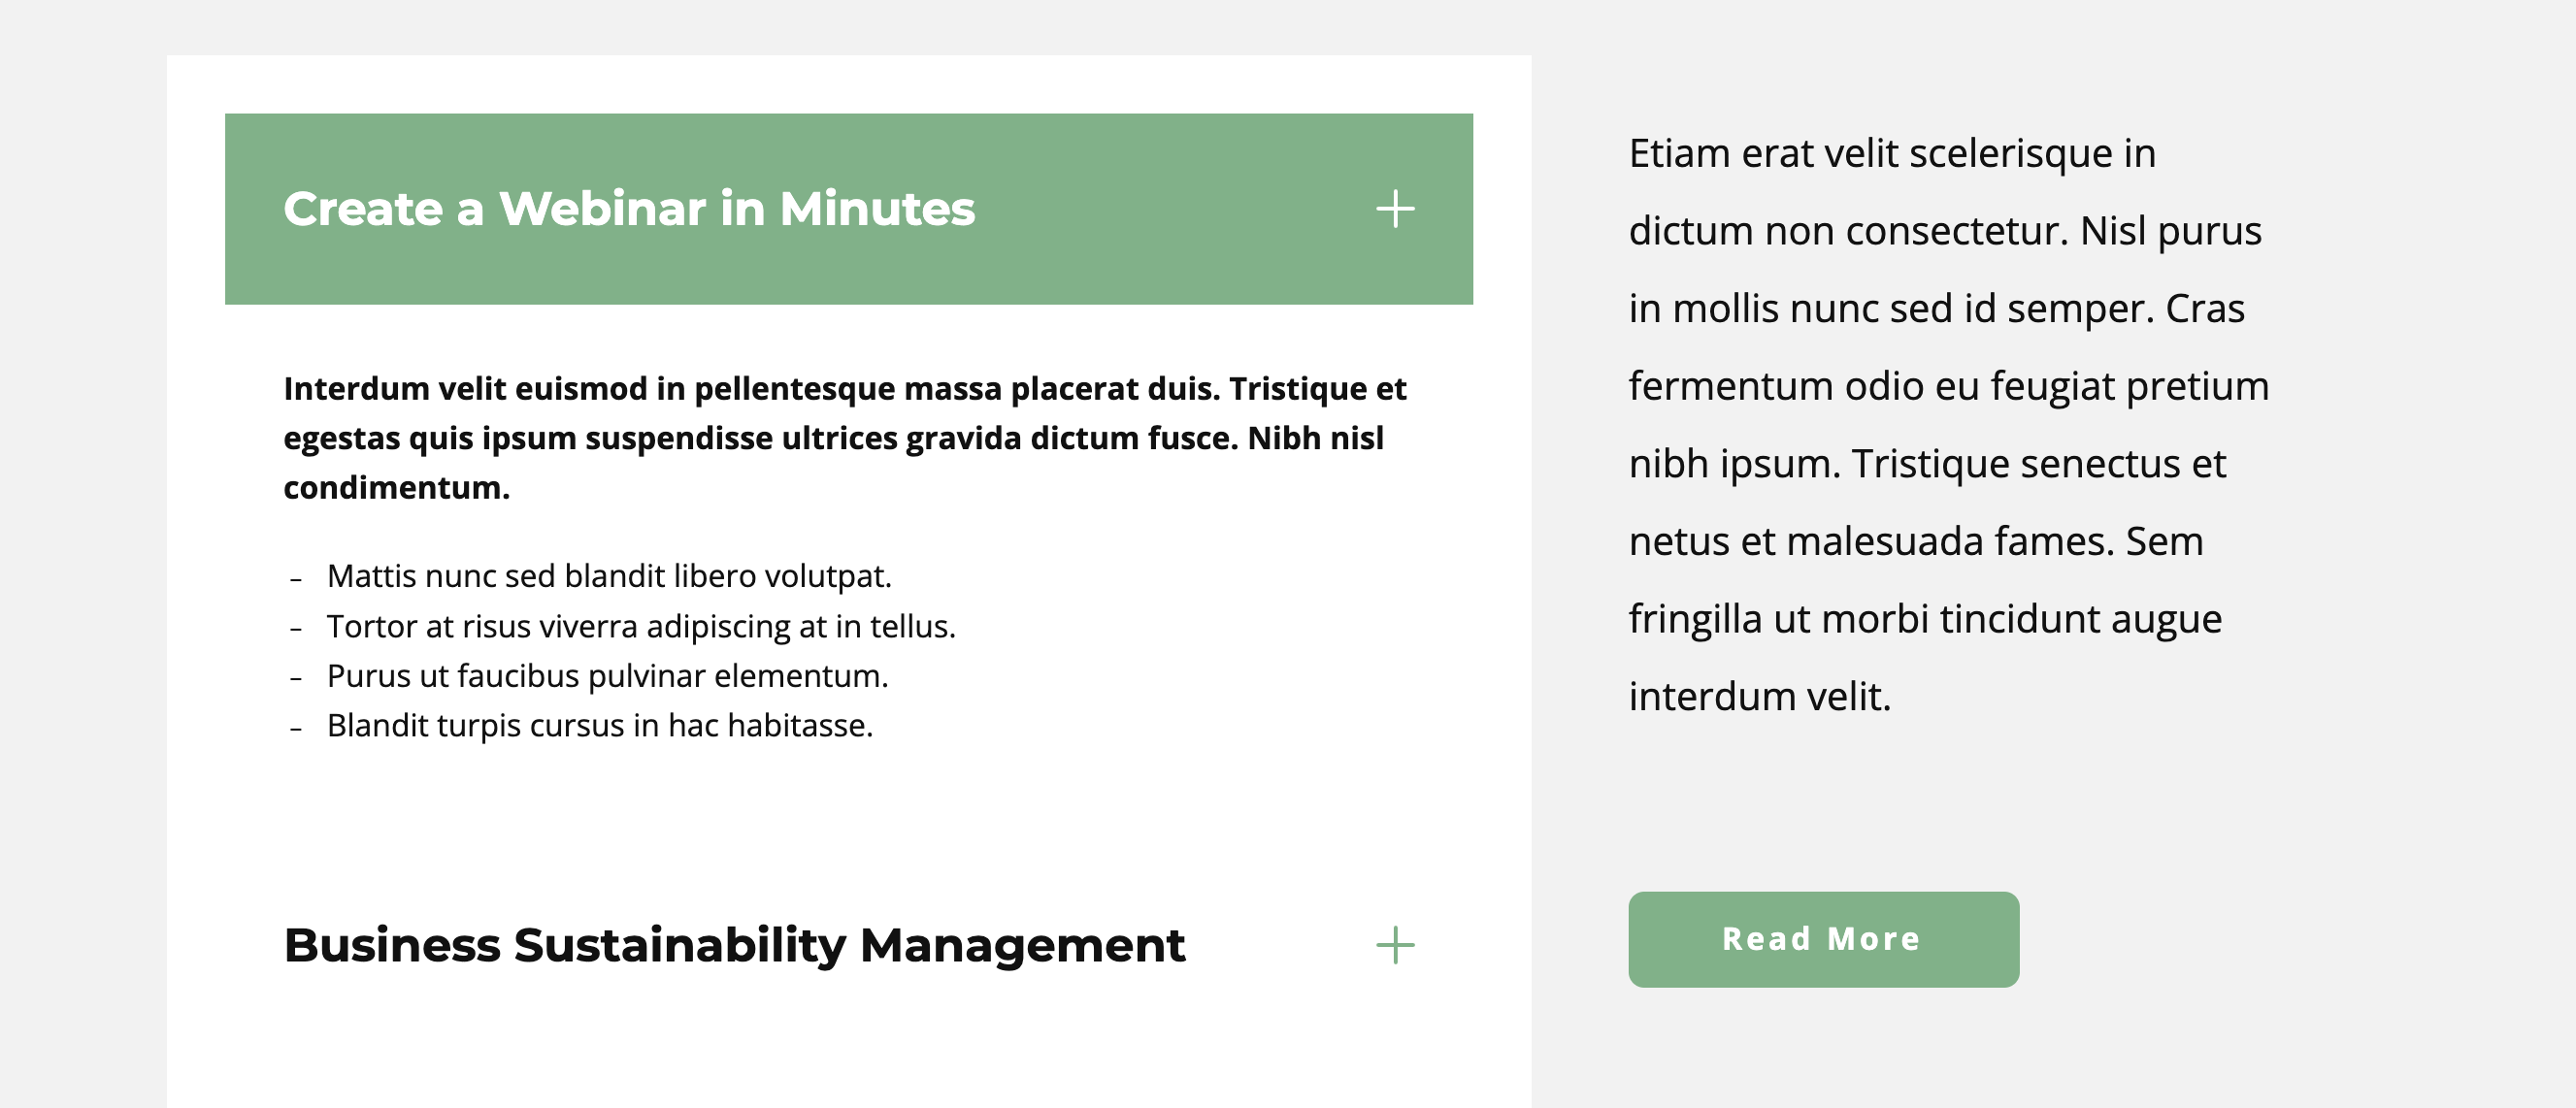 Create a Webinar in Minutes
Interdum velit euismod in pellentesque massa placerat duis. Tristique et
egestas quis ipsum suspendisse ultrices gravida dictum fusce. Nibh nisl
condimentum.
– Mattis nunc sed blandit libero volutpat.
– Tortor at risus viverra adipiscing at in tellus.
– Purus ut faucibus pulvinar elementum.
– Blandit turpis cursus in hac habitasse.
Business Sustainability Management
Etiam erat velit scelerisque in
dictum non consectetur. Nisl purus
in mollis nunc sed id semper. Cras
fermentum odio eu feugiat pretium
nibh ipsum. Tristique senectus et
netus et malesuada fames. Sem
fringilla ut morbi tincidunt augue
interdum velit.
Read More